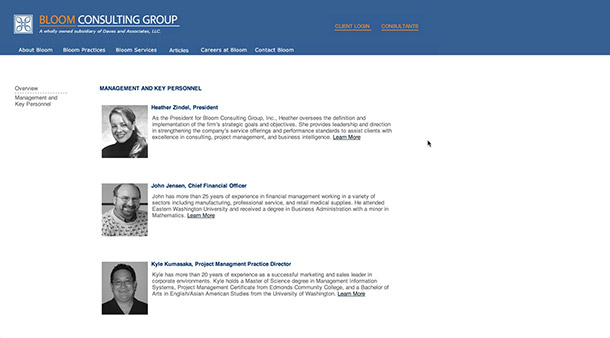 BLOOM CONSULTING GROUP
A wholly owned subsidiary of Daves and Associates, LLC.
CLIENT LOGIN CONSULTANTS
About Bloom Bloom Practices Bloom Services Articles Careers at Bloom Contact Bloom
Overview
Management and
Key Personnel
MANAGEMENT AND KEY PERSONNEL
Heather Zindel, President
As the President for Bloom Consulting Group, Inc., Heather oversees the definition and
implementation of the firm's strategic goals and objectives. She provides leadership and direction
in strengthening the company's service offerings and performance standards to assist clients with
excellence in consulting, project management, and business intelligence. Learn More
John Jensen, Chief Financial Officer
John has more than 25 years of experience in financial management working in a variety of
sectors including manufacturing, professional service, and retail medical supplies. He attended
Eastern Washington University and received a degree in Business Administration with a minor in
Mathematics. Learn More
Kyle Kumasaka, Project Managment Practice Director
Kyle has more than 20 years of experience as a successful marketing and sales leader in
corporate environments. Kyle holds a Master of Science degree in Management Information
Systems, Project Management Certificate from Edmonds Community College, and a Bachelor of
Arts in English/Asian American Studies from the University of Washington. Learn More